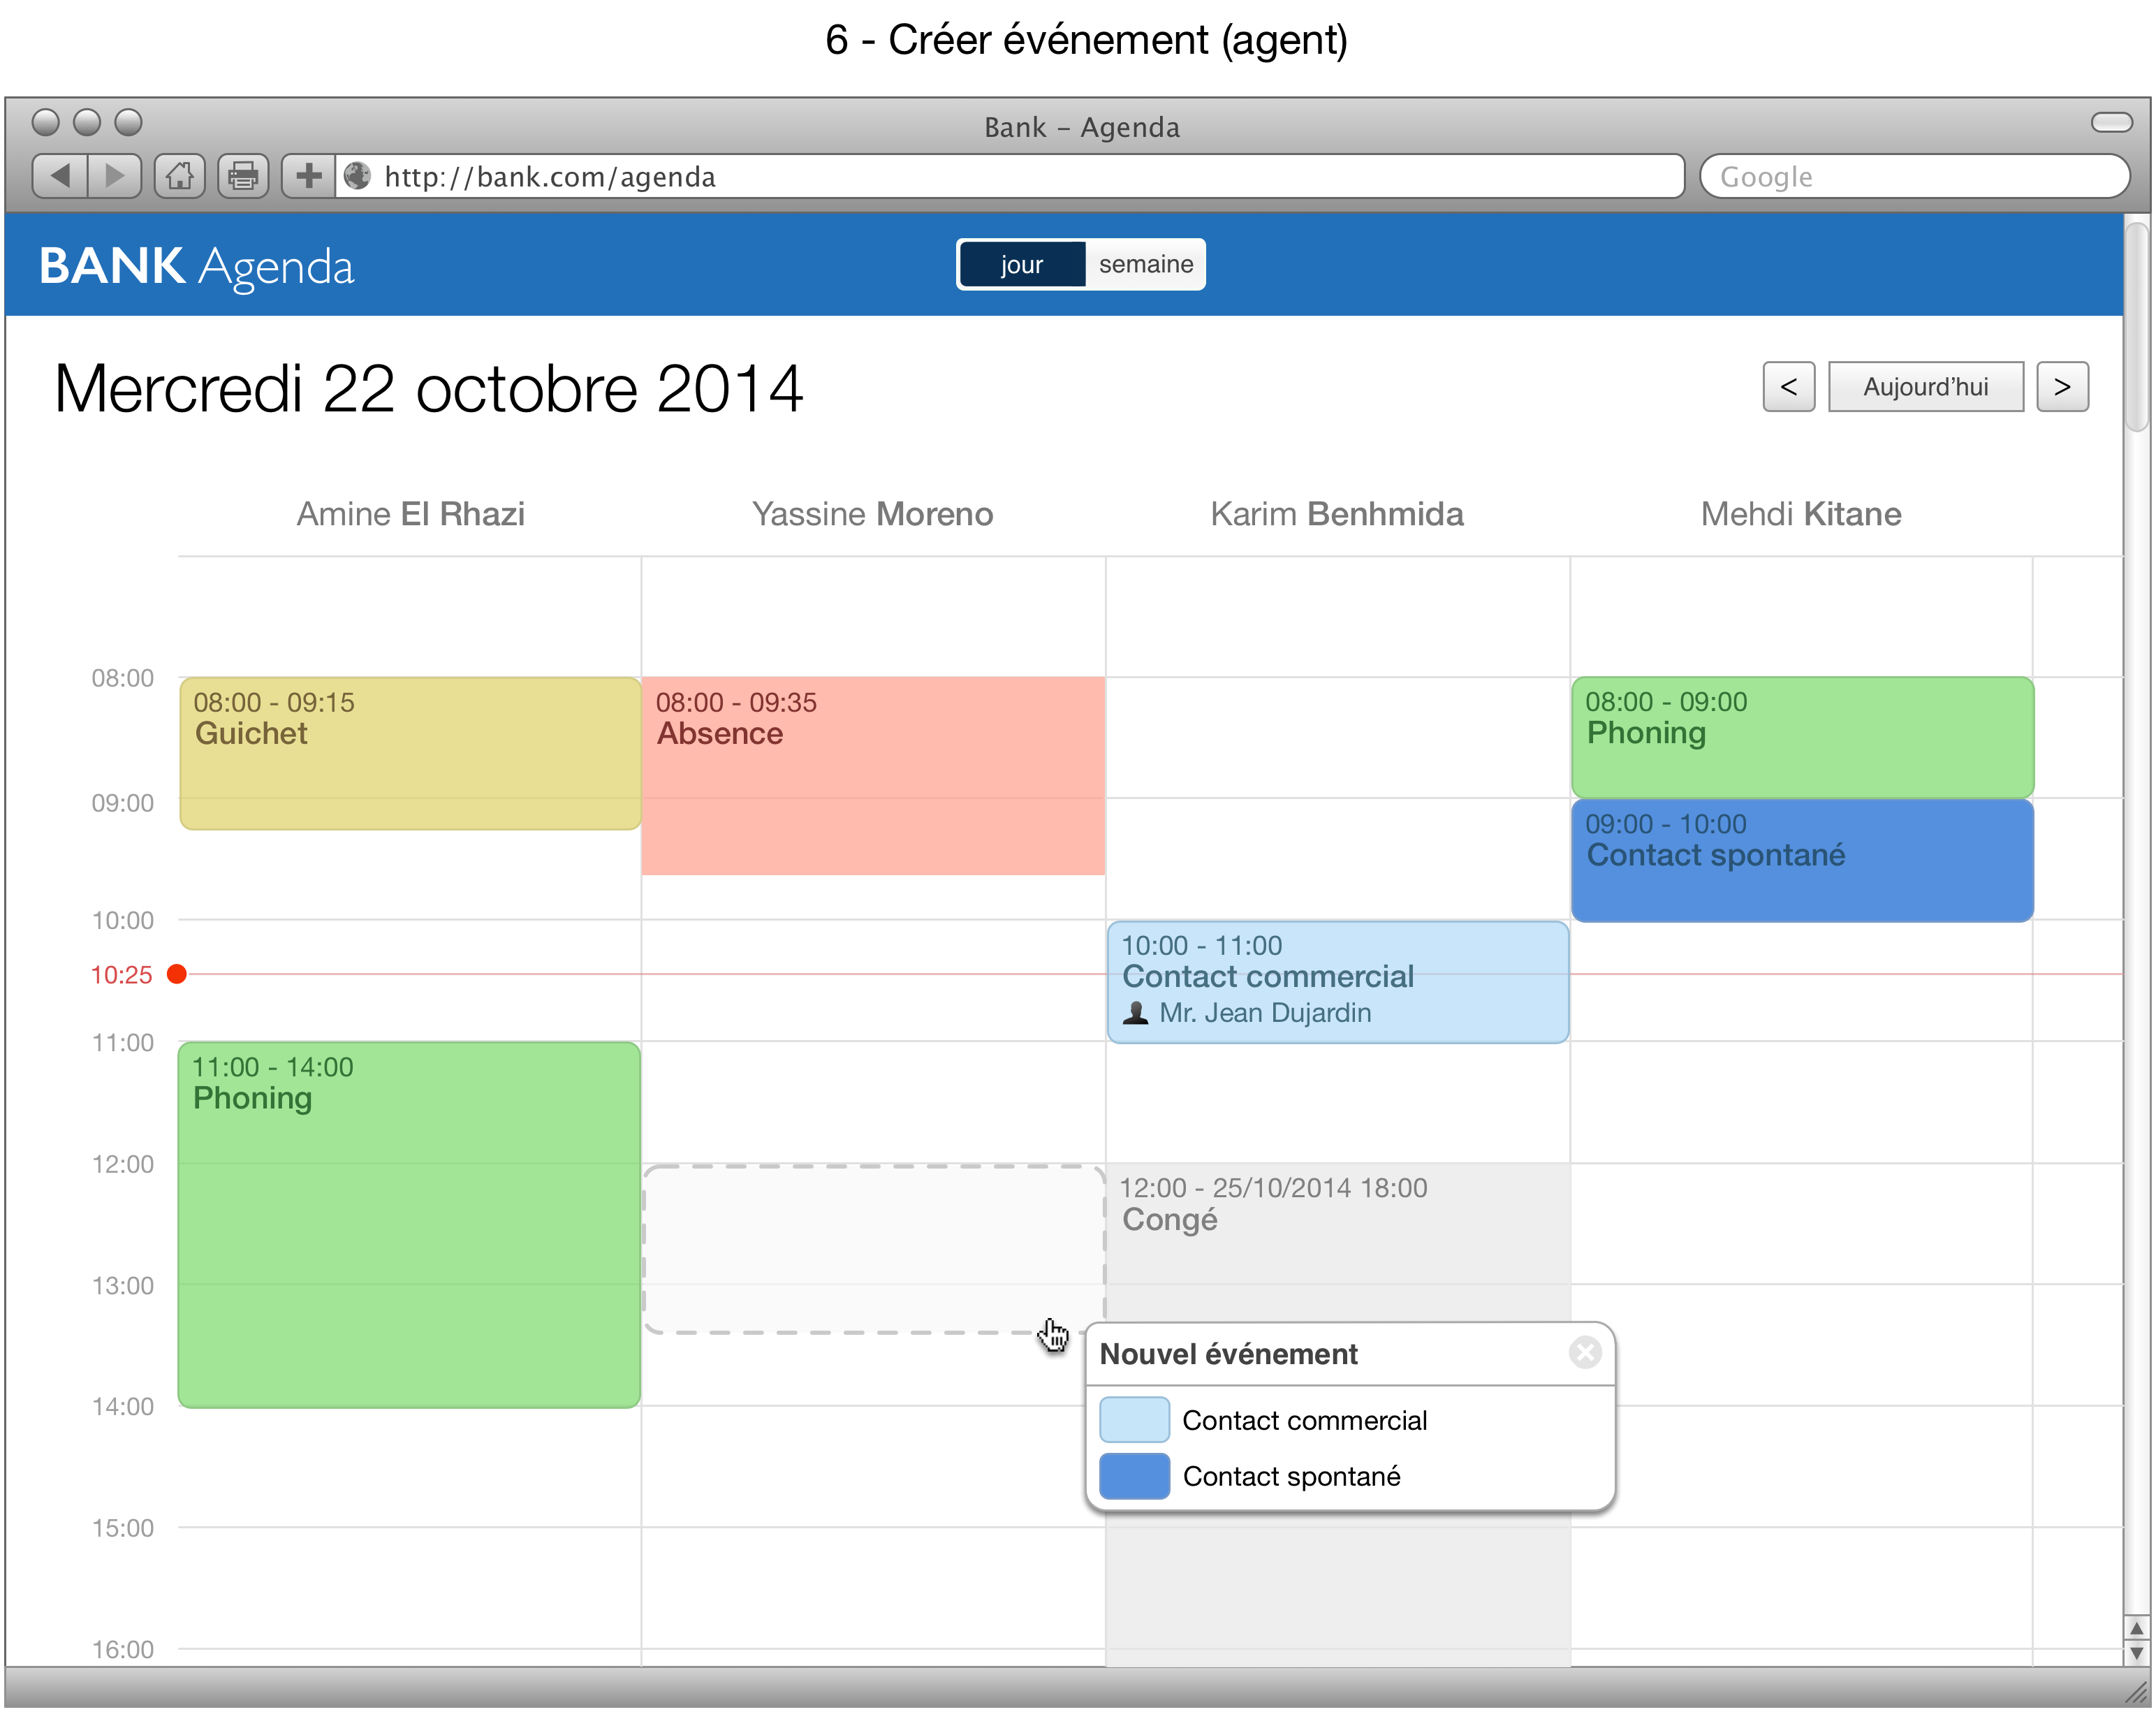 6 - Créer événement (agent)
Bank – Agenda
http://bank.com/agenda
Google
BANK Agenda
jour
semaine
Mercredi 22 octobre 2014
<
Aujourd’hui
>
Amine El Rhazi
Yassine Moreno
Karim Benhmida
Mehdi Kitane
08:00
08:00 - 09:15
Guichet
08:00 - 09:35
Absence
08:00 - 09:00
Phoning
09:00
09:00 - 10:00
Contact spontané
10:00
10:00 - 11:00
Contact commercial
Mr. Jean Dujardin
10:25
11:00
11:00 - 14:00
Phoning
12:00
12:00 - 25/10/2014 18:00
Congé
13:00
Nouvel événement
Contact commercial
Contact spontané
14:00
15:00
16:00